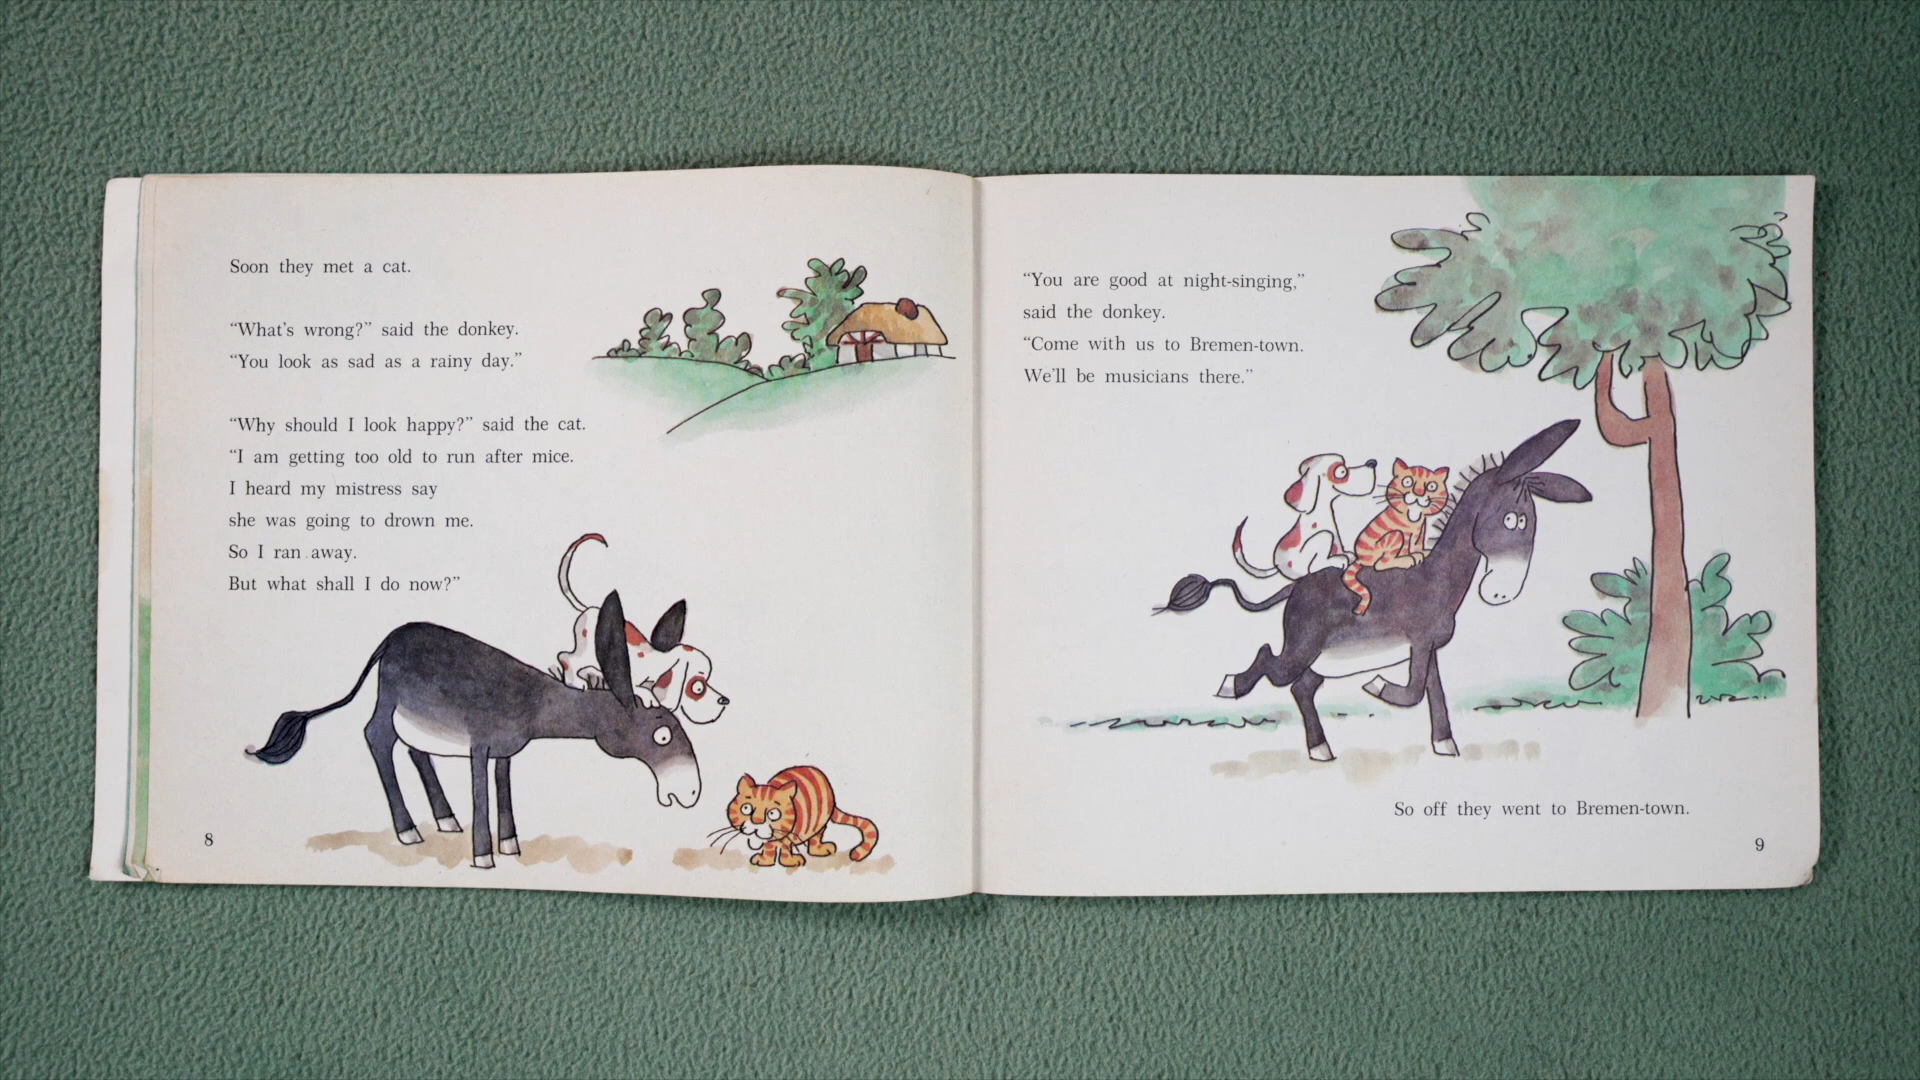 Soon they met a cat.
“What's wrong?” said the donkey.
“You look as sad as a rainy day.”
“Why should I look happy?” said the cat.
“I am getting too old to run after mice.
I heard my mistress say
she was going to drown me.
So I ran away.
But what shall I do now?”
8
“You are good at night-singing,”
said the donkey.
“Come with us to Bremen-town.
We'll be musicians there.”
So off they went to Bremen-town.
9